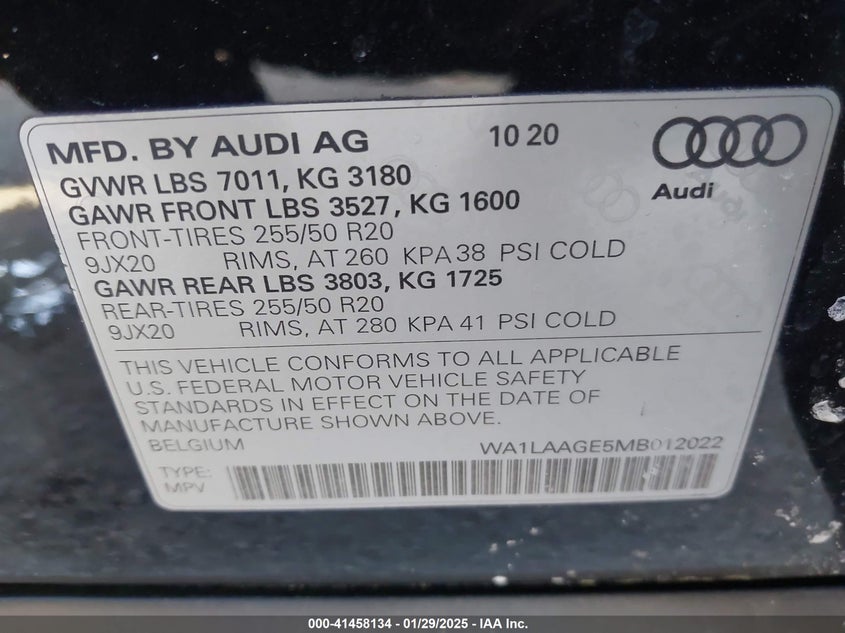 MFD. BY AUDI AG 10 20
GVWR LBS 7011, KG 3180
Audi
GAWR FRONT LBS 3527, KG 1600
FRONT-TIRES 255/50 R20
9JX20 RIMS, AT 260 KPA 38 PSI COLD
GAWR REAR LBS 3803, KG 1725
REAR-TIRES 255/50 R20
9JX20 RIMS, AT 280 KPA 41 PSI COLD
THIS VEHICLE CONFORMS TO ALL APPLICABLE
U.S. FEDERAL MOTOR VEHICLE SAFETY
STANDARDS IN EFFECT ON THE DATE OF
MANUFACTURE SHOWN ABOVE.
BELGIUM WA1LAAGE5MB012022
TYPE:
MPV
000-41458134 - 01/29/2025 - IAA Inc.